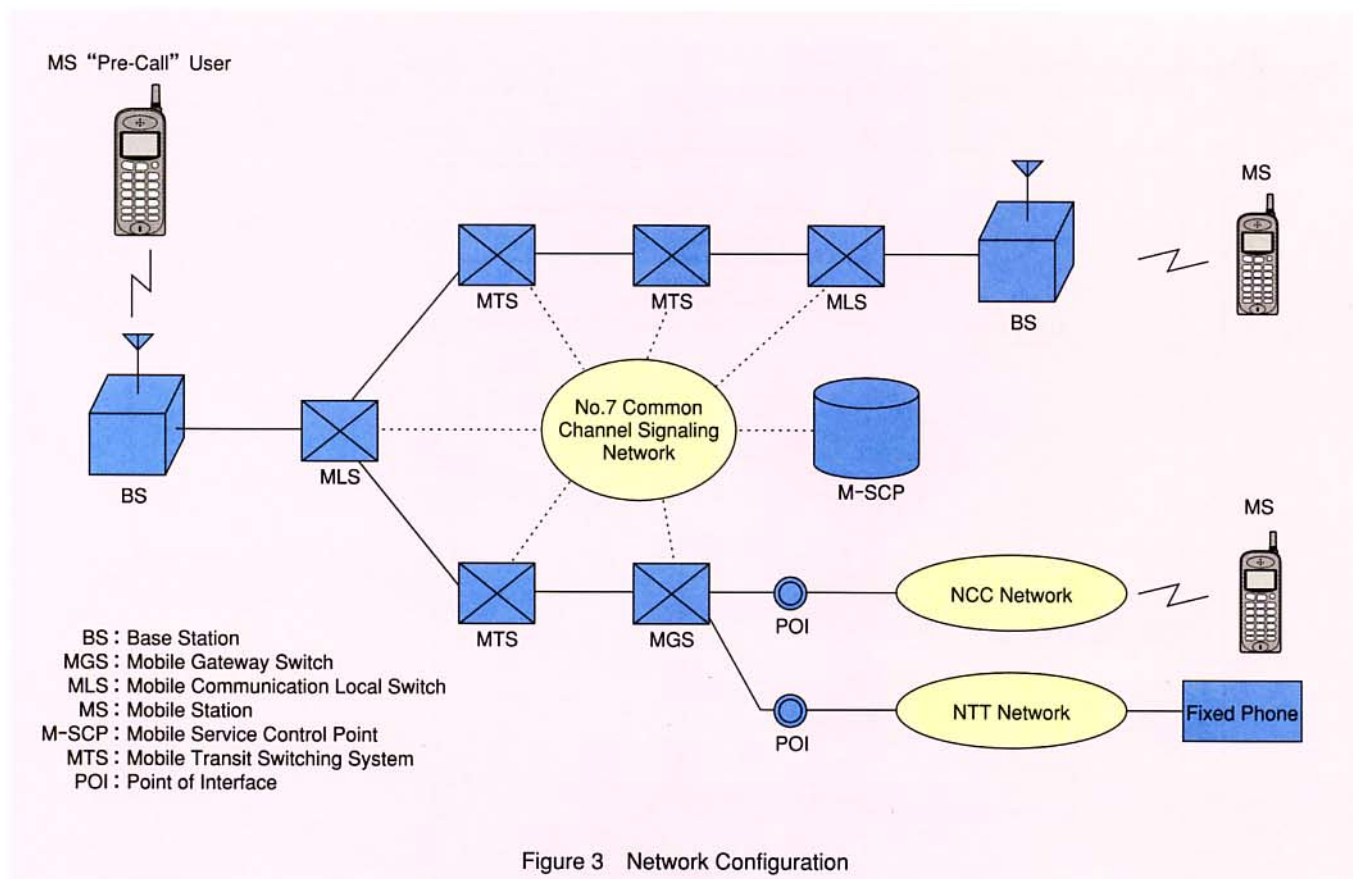 MS “Pre-Call” User
MS
MTS
MTS
MLS
BS
No.7 Common
Channel Signaling
Network
BS
MLS
M-SCP
MS
NCC Network
MTS
MGS
POI
NTT Network
Fixed Phone
POI
BS : Base Station
MGS : Mobile Gateway Switch
MLS : Mobile Communication Local Switch
MS : Mobile Station
M-SCP : Mobile Service Control Point
MTS : Mobile Transit Switching System
POI : Point of Interface
Figure 3 Network Configuration